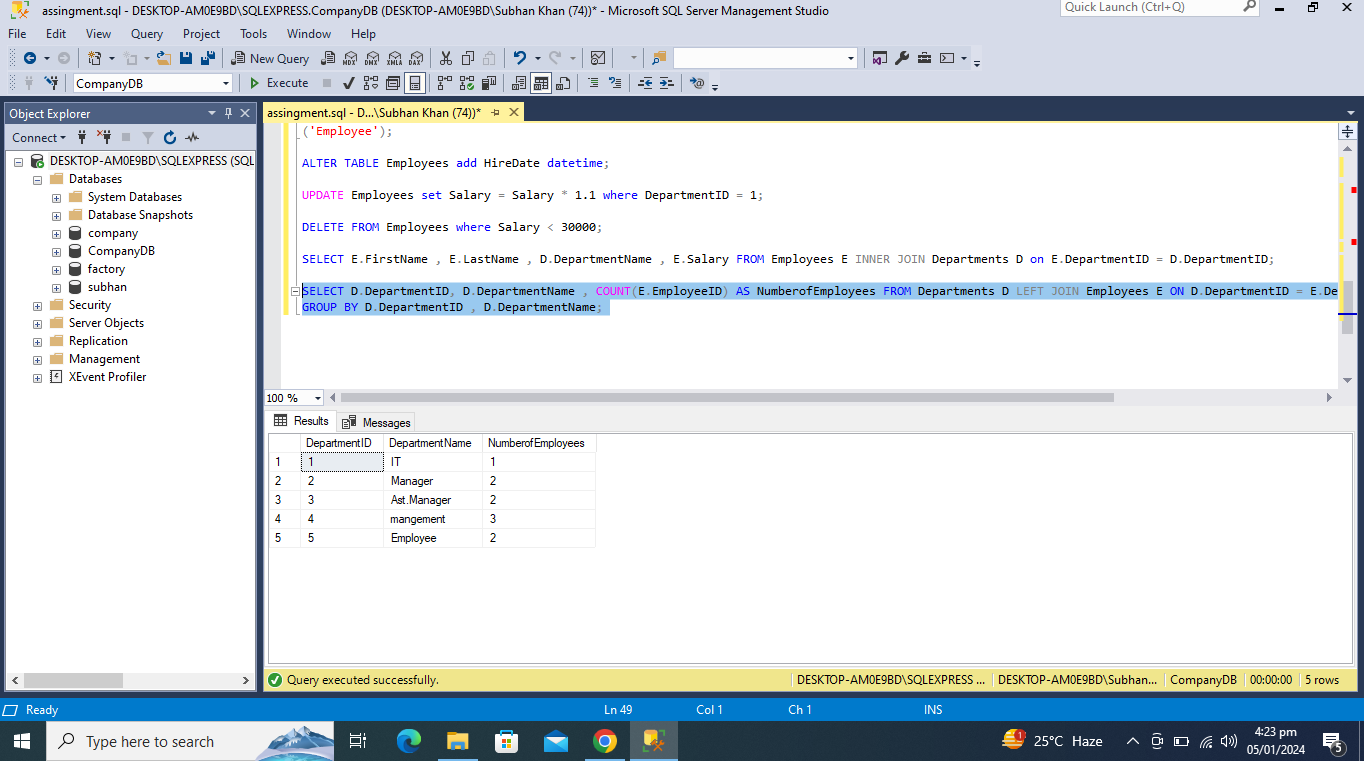 assingment.sql - DESKTOP-AM0E9BD\SQLEXPRESS.CompanyDB (DESKTOP-AM0E9BD\Subhan Khan (74))* - Microsoft SQL Server Management Studio
Quick Launch (Ctrl+Q)
File Edit View Query Project Tools Window Help
New Query MDX DMX XMLA DAX
CompanyDB Execute
Object Explorer
assingment.sql - D...\Subhan Khan (74))*
Connect
DESKTOP-AM0E9BD\SQLEXPRESS (SQL
Databases
System Databases
Database Snapshots
company
CompanyDB
factory
subhan
Security
Server Objects
Replication
Management
XEvent Profiler
('Employee');
ALTER TABLE Employees add HireDate datetime;
UPDATE Employees set Salary = Salary * 1.1 where DepartmentID = 1;
DELETE FROM Employees where Salary < 30000;
SELECT E.FirstName , E.LastName , D.DepartmentName , E.Salary FROM Employees E INNER JOIN Departments D on E.DepartmentID = D.DepartmentID;
SELECT D.DepartmentID, D.DepartmentName , COUNT(E.EmployeeID) AS NumberofEmployees FROM Departments D LEFT JOIN Employees E ON D.DepartmentID = E.De
GROUP BY D.DepartmentID , D.DepartmentName;
100 %
Results Messages
DepartmentID DepartmentName NumberofEmployees
1 1 IT 1
2 2 Manager 2
3 3 Ast.Manager 2
4 4 mangement 3
5 5 Employee 2
Query executed successfully. DESKTOP-AM0E9BD\SQLEXPRESS ... DESKTOP-AM0E9BD\Subhan... CompanyDB 00:00:00 5 rows
Ready Ln 49 Col 1 Ch 1 INS
Type here to search
1 25°C Haze
4:23 pm
05/01/2024
5